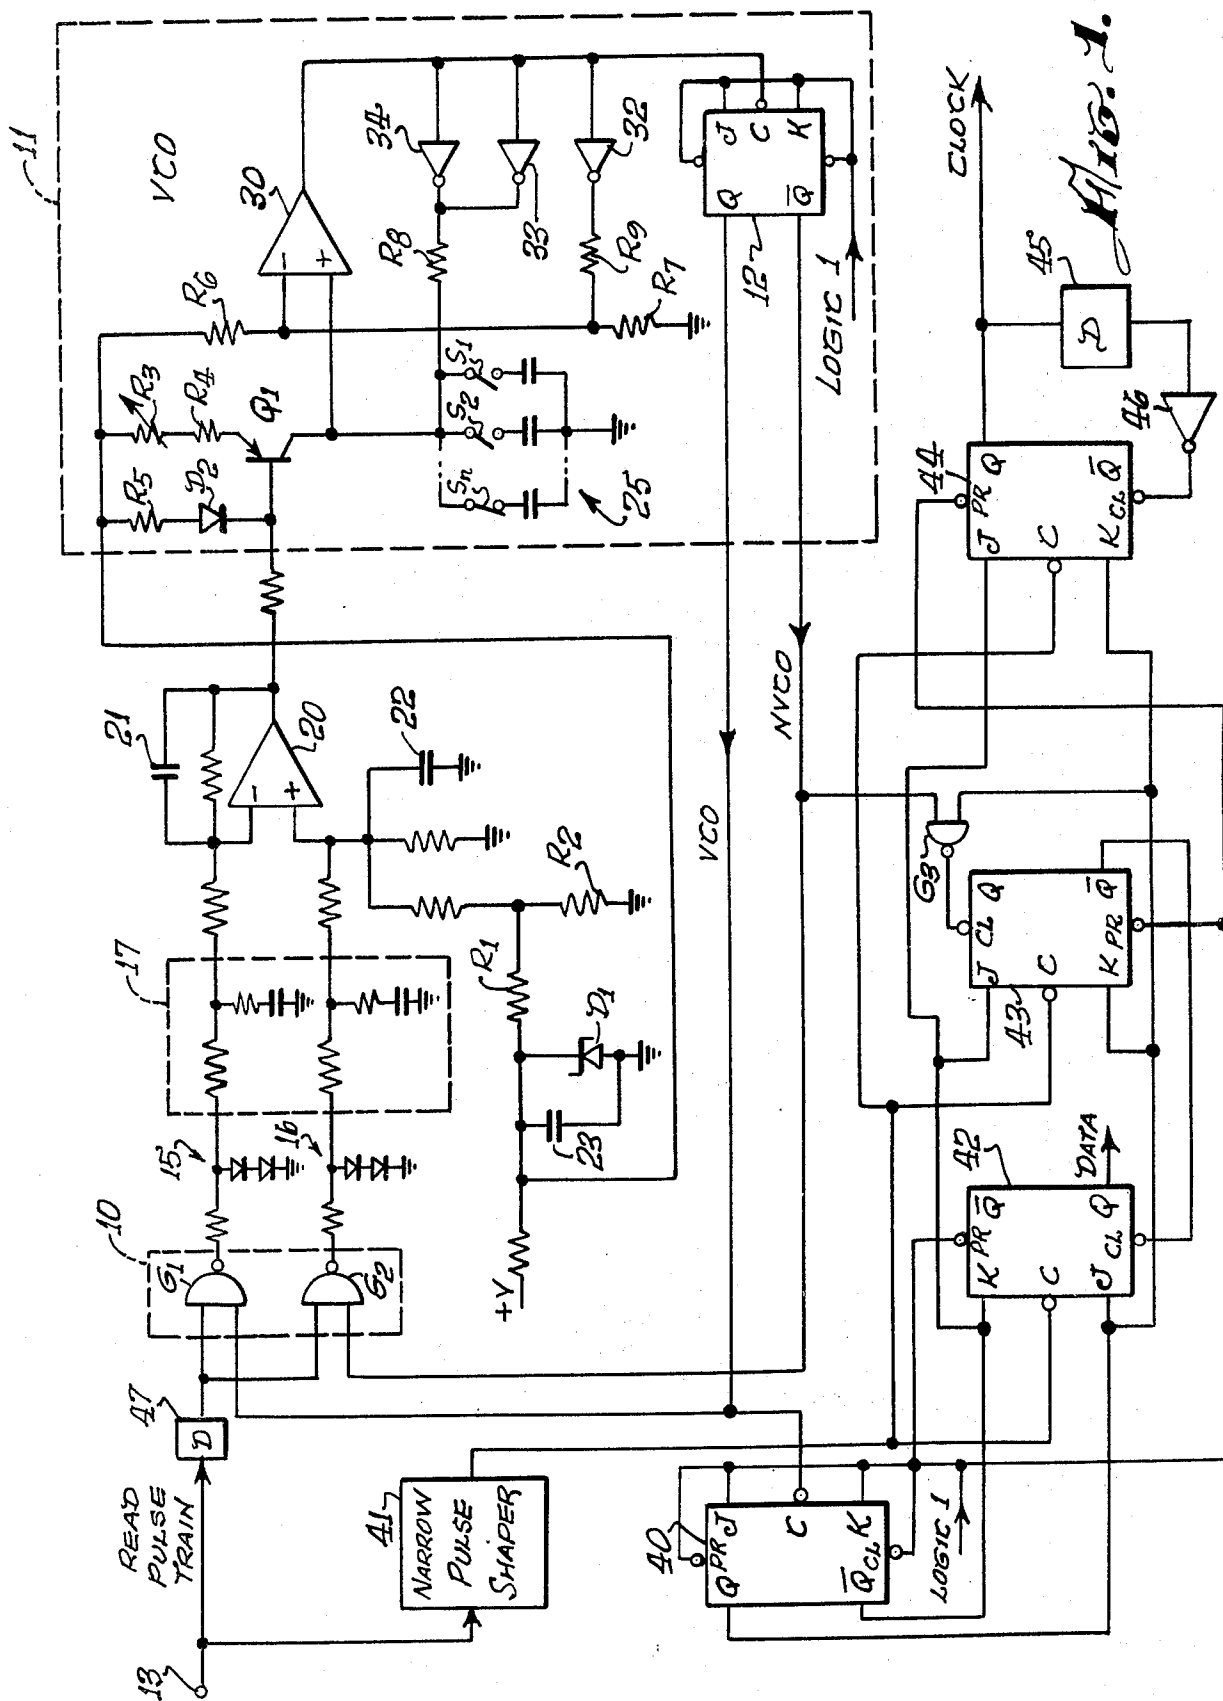 13
READ
PULSE
TRAIN
47
D
41
NARROW
PULSE
SHAPER
10
G1
G2
15
16
17
+V
23
D1
R1
R2
21
20
22
11
VCO
R5
D2
R3
R4
Q1
R6
30
34
33
32
R8
R9
R7
S1
S2
Sn
25
12
Q
J
C
K
Q̅
LOGIC 1
VCO
NVCO
40
Q
PR
J
C
K
Q̅
CL
LOGIC 1
42
K
PR
Q̅
C
J
CL
Q
DATA
43
J
CL
Q
C
K
PR
Q̅
G3
44
J
PR
Q
C
K
CL
Q̅
CLOCK
45
D
46
Fig. 1.